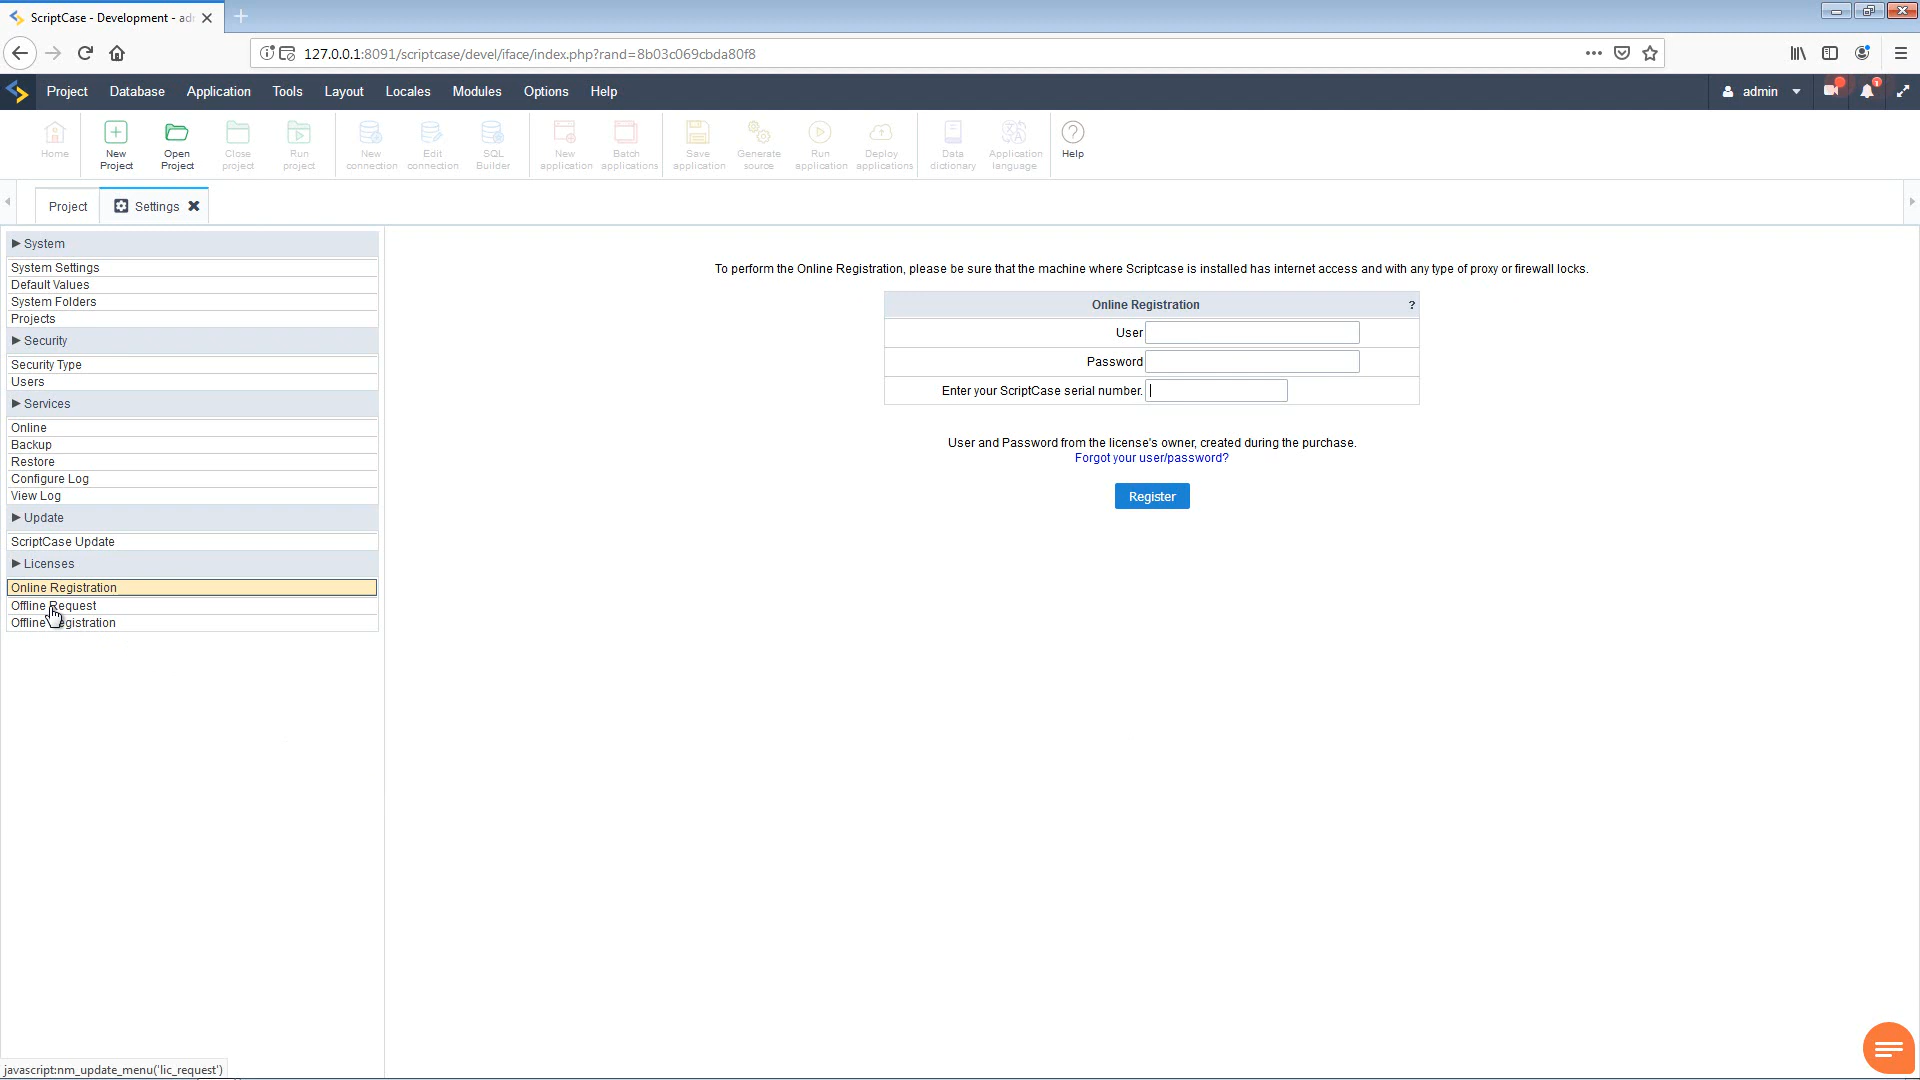 ScriptCase - Development - adr
127.0.0.1:8091/scriptcase/devel/iface/index.php?rand=8b03c069cbda80f8
Project Database Application Tools Layout Locales Modules Options Help admin 1
Home
New Project
Open Project
Close project
Run project
New connection
Edit connection
SQL Builder
New application
Batch applications
Save application
Generate source
Run application
Deploy applications
Data dictionary
Application language
Help
Project Settings
System
System Settings
Default Values
System Folders
Projects
Security
Security Type
Users
Services
Online
Backup
Restore
Configure Log
View Log
Update
ScriptCase Update
Licenses
Online Registration
Offline Request
Offline Registration
To perform the Online Registration, please be sure that the machine where Scriptcase is installed has internet access and with any type of proxy or firewall locks.
Online Registration ?
User
Password
Enter your ScriptCase serial number.
User and Password from the license's owner, created during the purchase.
Forgot your user/password?
Register
javascript:nm_update_menu('lic_request')